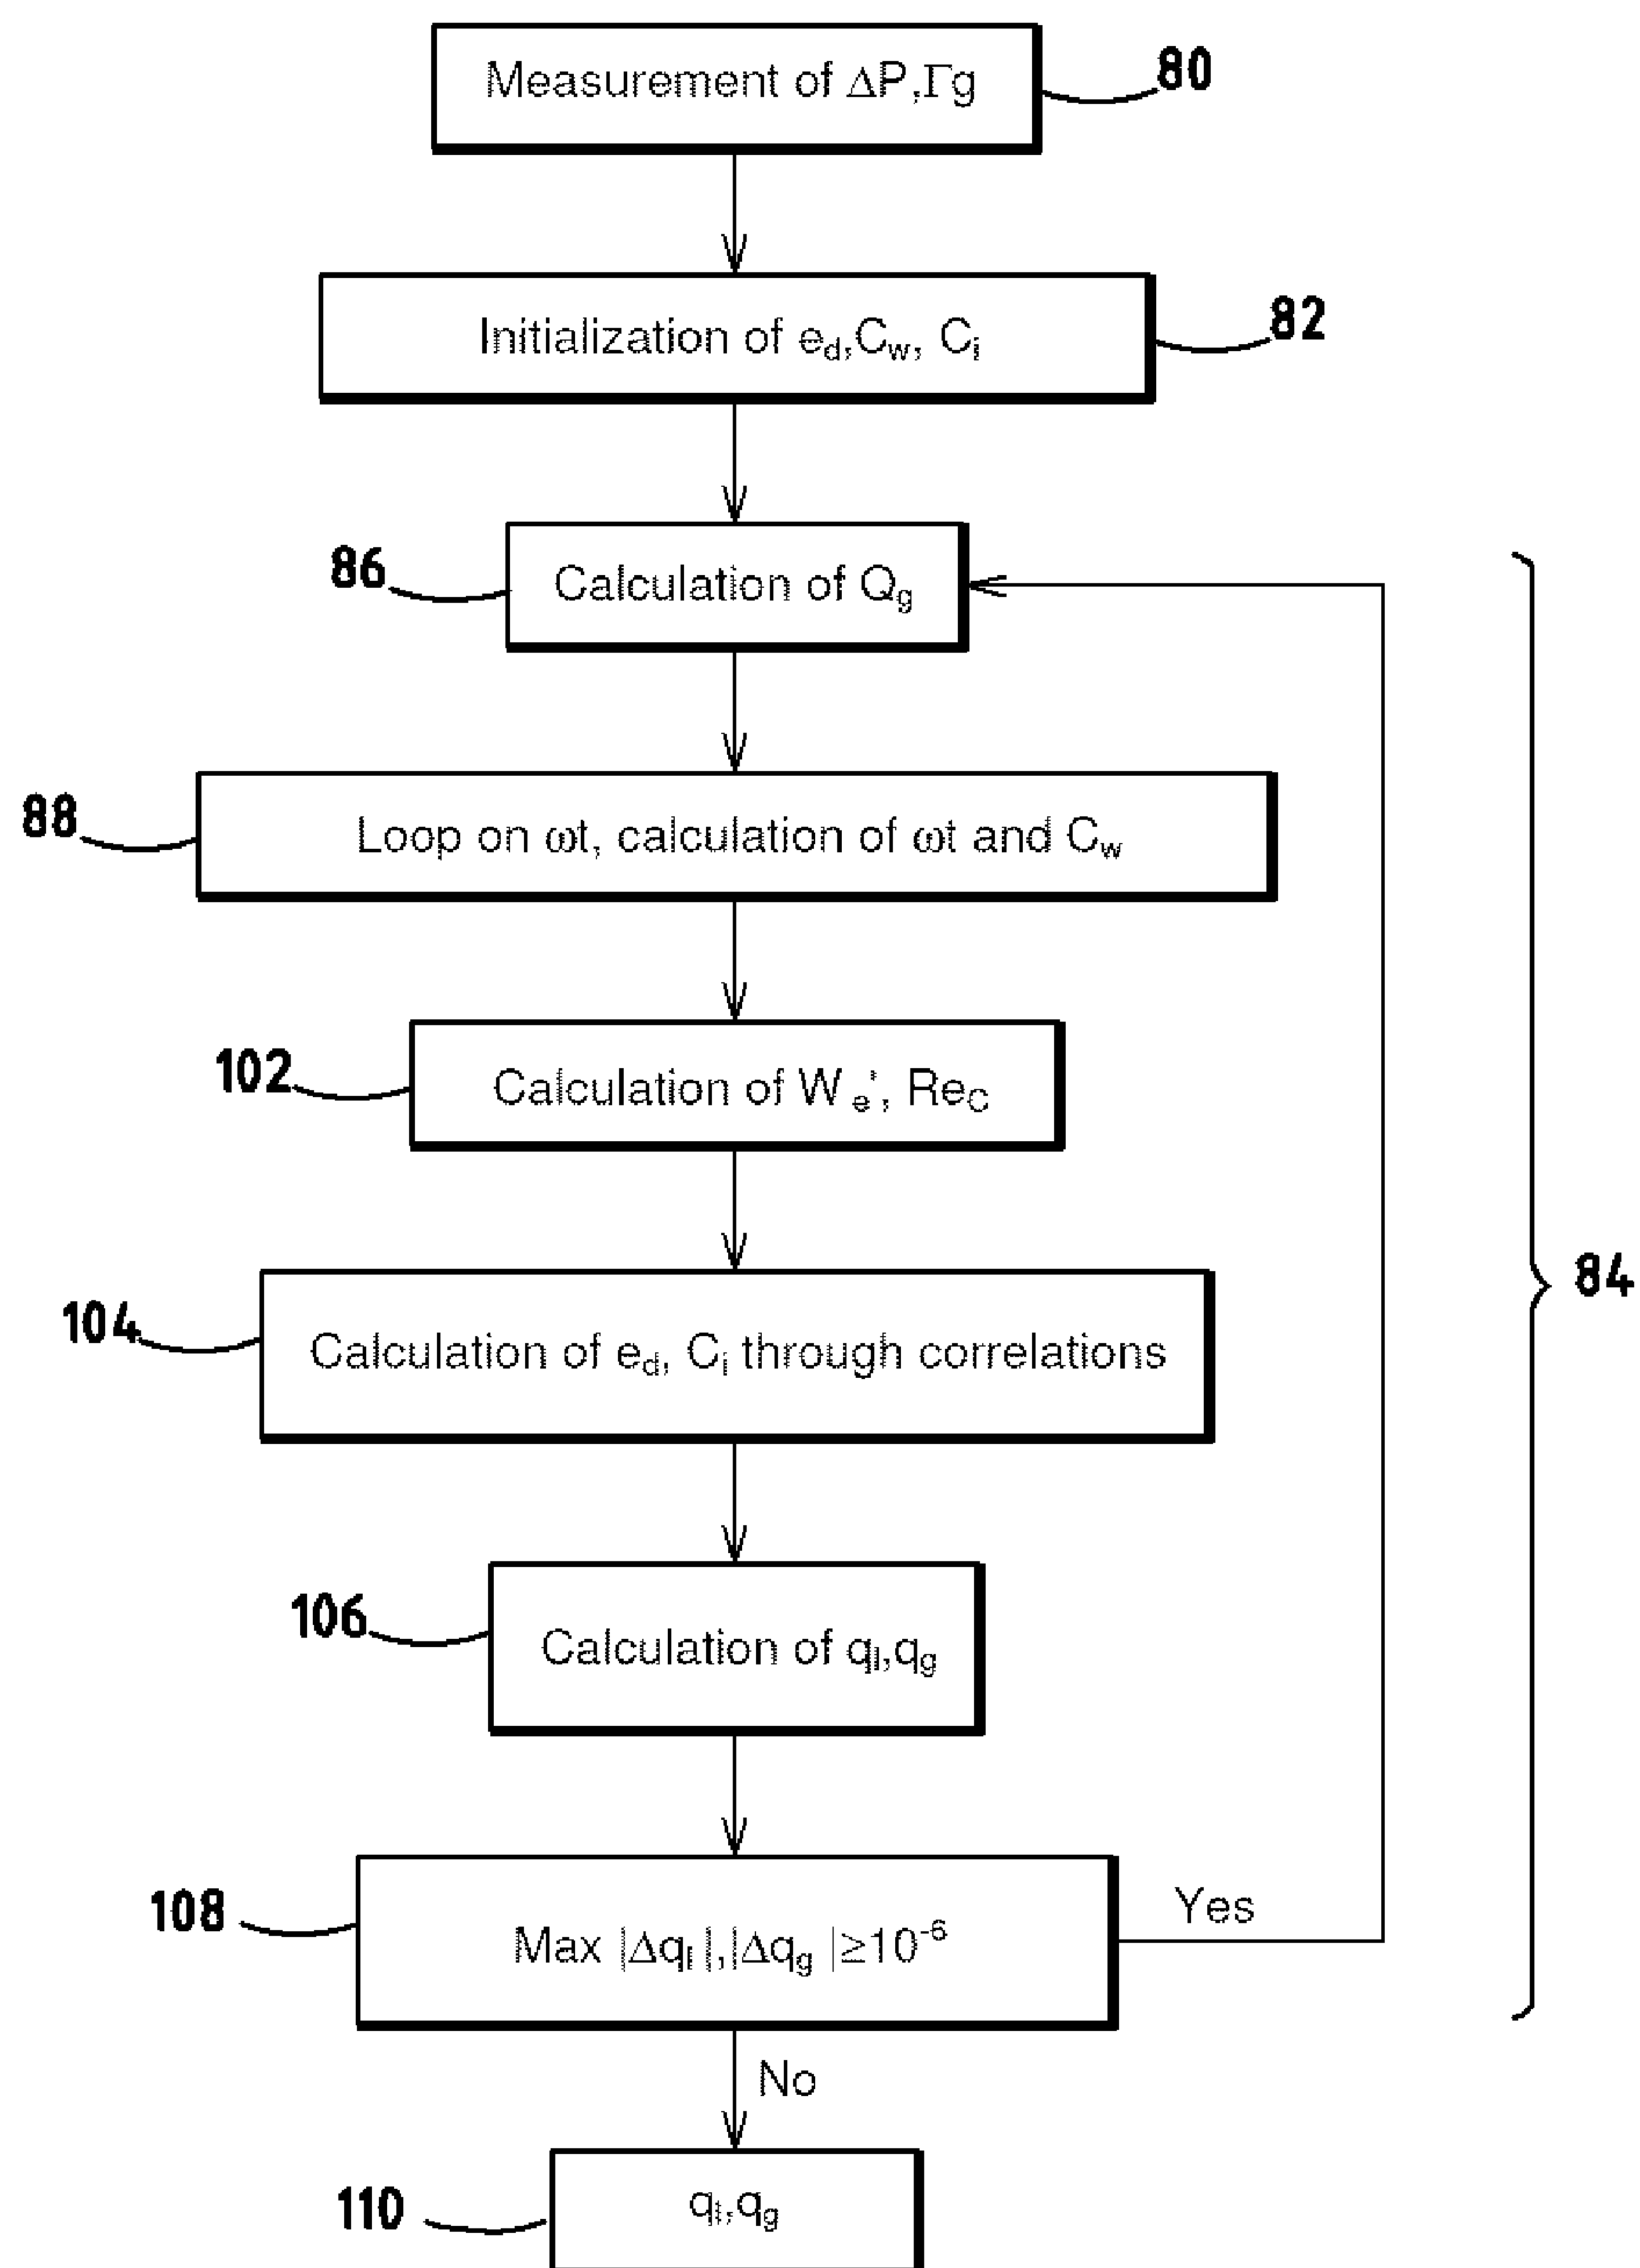 Measurement of ΔP,Γg
80
Initialization of e_d,C_w, C_i
82
86
Calculation of Q_g
88
Loop on ωt, calculation of ωt and C_w
102
Calculation of W_e*, Re_C
104
Calculation of e_d, C_i through correlations
84
106
Calculation of q_l,q_g
108
Max |Δq_l|,|Δq_g|≥10^-6
Yes
No
110
q_l,q_g